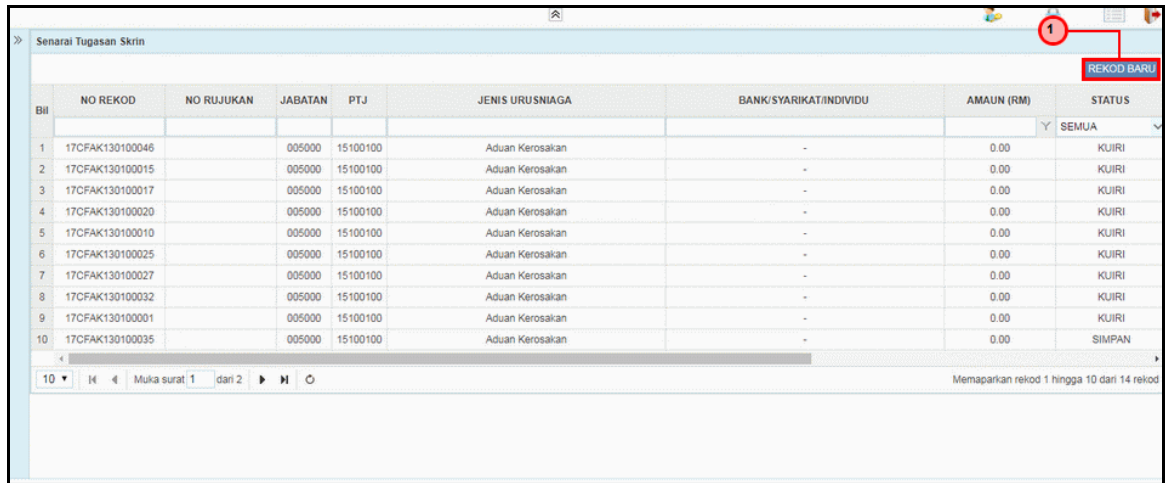 1
Senarai Tugasan Skrin
REKOD BARU
Bil NO REKOD NO RUJUKAN JABATAN PTJ JENIS URUSNIAGA BANK/SYARIKAT/INDIVIDU AMAUN (RM) STATUS
SEMUA
1 17CFAK130100046 005000 15100100 Aduan Kerosakan - 0.00 KUIRI
2 17CFAK130100015 005000 15100100 Aduan Kerosakan - 0.00 KUIRI
3 17CFAK130100017 005000 15100100 Aduan Kerosakan - 0.00 KUIRI
4 17CFAK130100020 005000 15100100 Aduan Kerosakan - 0.00 KUIRI
5 17CFAK130100010 005000 15100100 Aduan Kerosakan - 0.00 KUIRI
6 17CFAK130100025 005000 15100100 Aduan Kerosakan - 0.00 KUIRI
7 17CFAK130100027 005000 15100100 Aduan Kerosakan - 0.00 KUIRI
8 17CFAK130100032 005000 15100100 Aduan Kerosakan - 0.00 KUIRI
9 17CFAK130100001 005000 15100100 Aduan Kerosakan - 0.00 KUIRI
10 17CFAK130100035 005000 15100100 Aduan Kerosakan - 0.00 SIMPAN
10 Muka surat 1 dari 2 Memaparkan rekod 1 hingga 10 dari 14 rekod